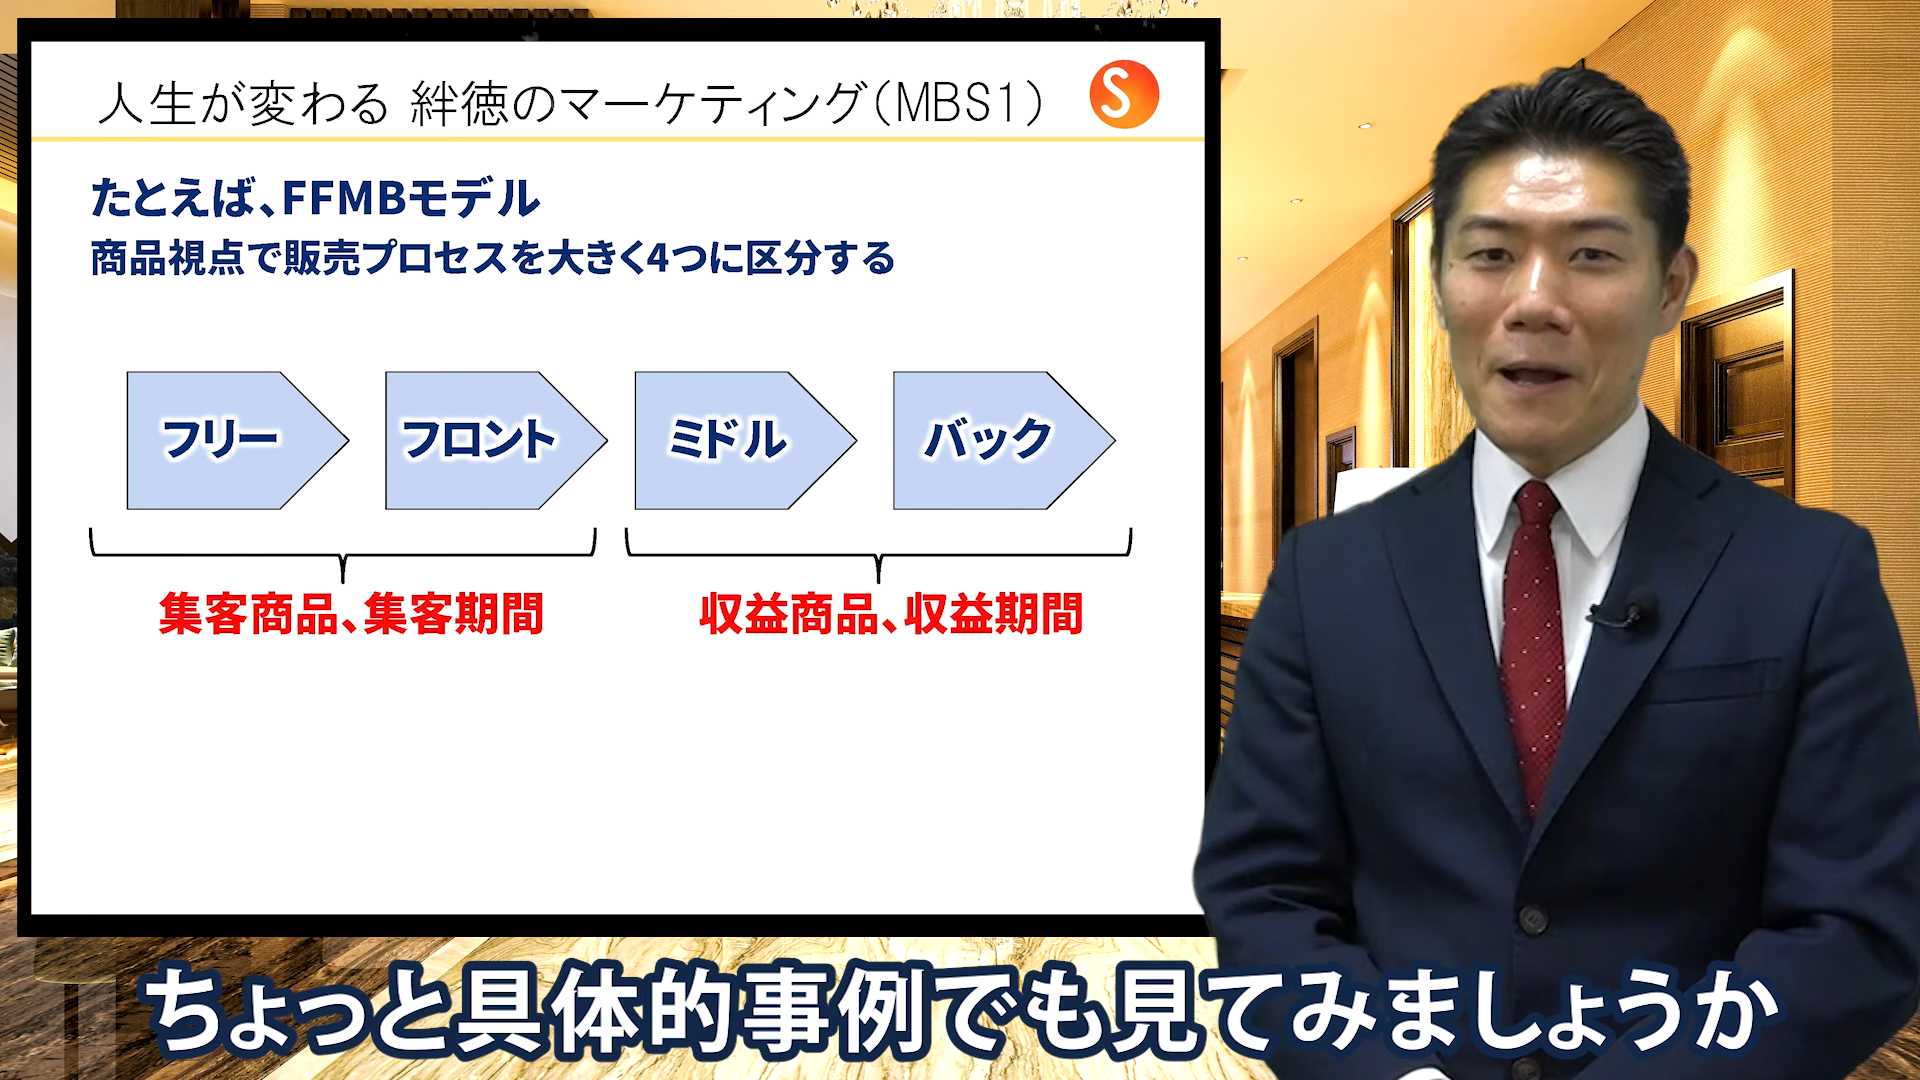 人生が変わる 絆徳のマーケティング(MBS1)
S
たとえば、FFMBモデル
商品視点で販売プロセスを大きく4つに区分する
フリー
フロント
ミドル
バック
集客商品、集客期間
収益商品、収益期間
ちょっと具体的事例でも見てみましょうか